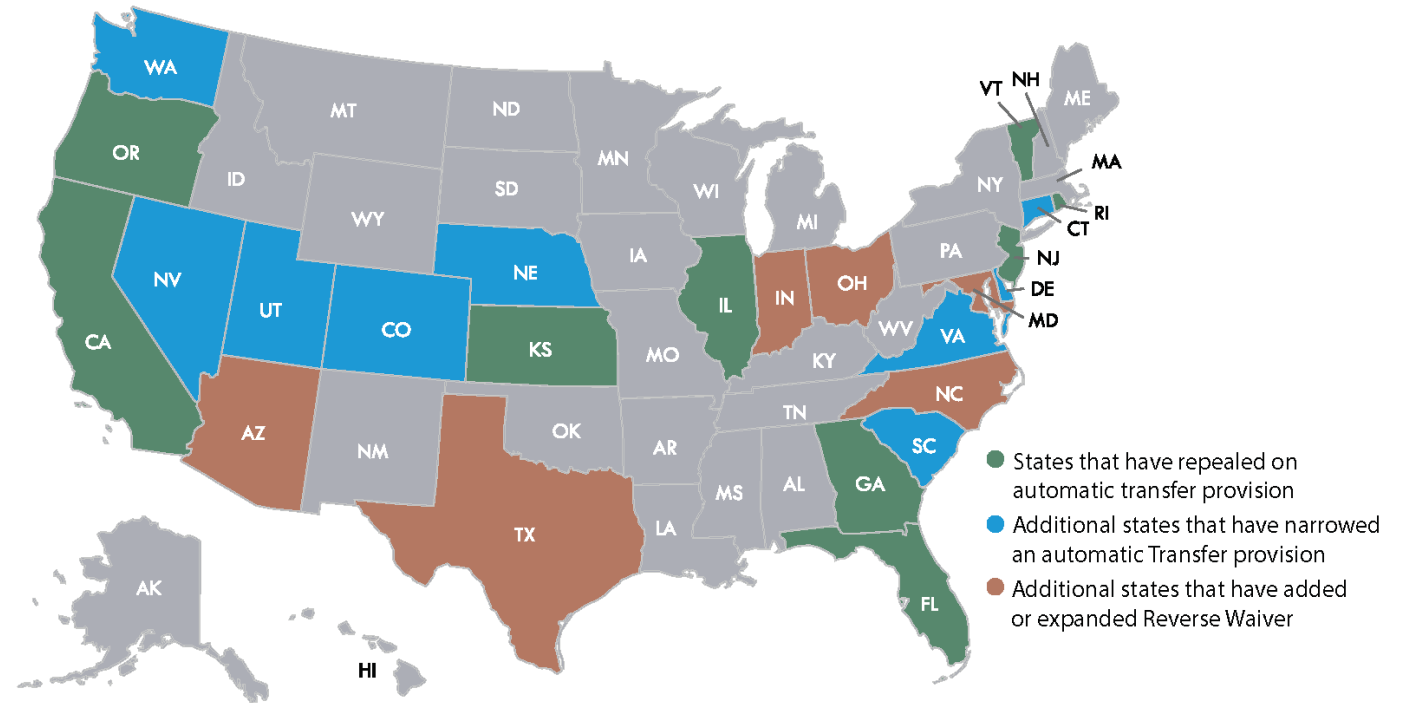 WA
MT
ND
MN
VT
NH
ME
OR
ID
SD
WI
MI
NY
MA
WY
IA
PA
RI
CT
NJ
NV
UT
CO
NE
IL
IN
OH
DE
MD
CA
KS
MO
KY
WV
VA
AZ
NM
OK
AR
TN
NC
SC
TX
LA
MS
AL
GA
FL
AK
HI
States that have repealed on
automatic transfer provision
Additional states that have narrowed
an automatic Transfer provision
Additional states that have added
or expanded Reverse Waiver